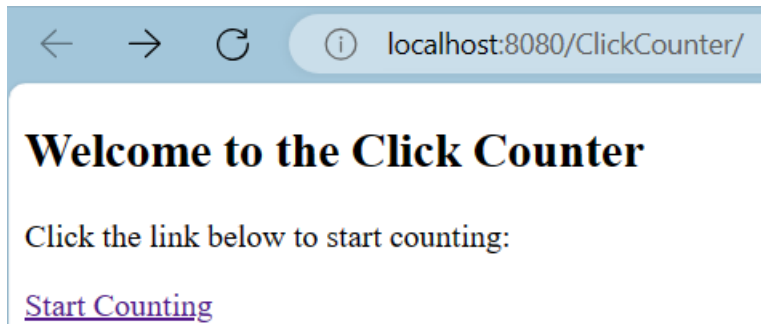 localhost:8080/ClickCounter/
Welcome to the Click Counter
Click the link below to start counting:
Start Counting